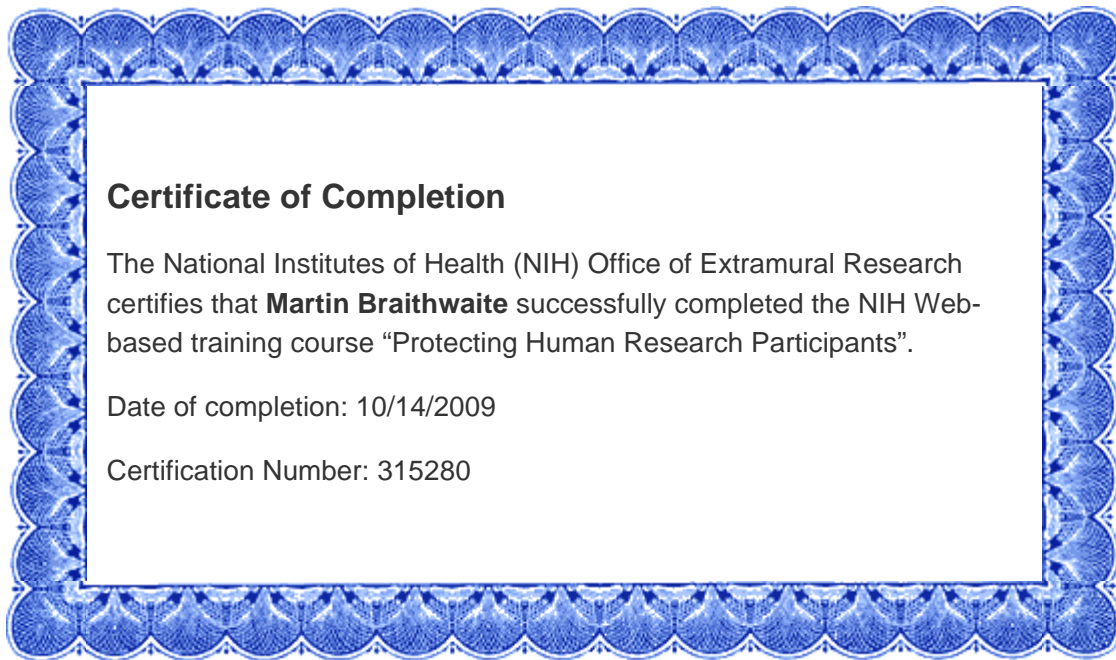 Certificate of Completion
The National Institutes of Health (NIH) Office of Extramural Research
certifies that Martin Braithwaite successfully completed the NIH Web-
based training course “Protecting Human Research Participants”.
Date of completion: 10/14/2009
Certification Number: 315280